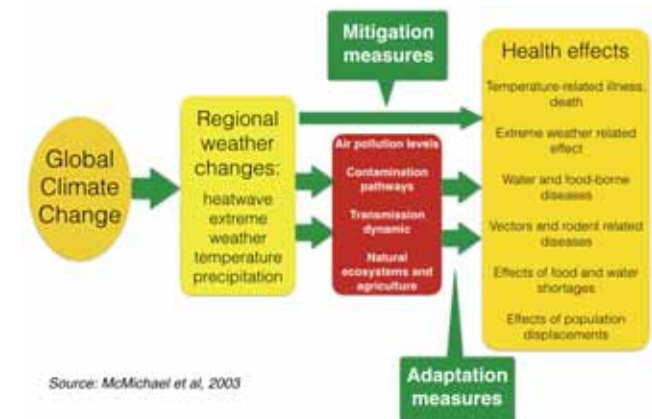 Mitigation
measures
Health effects
Temperature-related illness,
death
Extreme weather related
effect
Water and food-borne
diseases
Vectors and rodent related
diseases
Effects of food and water
shortages
Effects of population
displacements
Regional
weather
changes:
heatwave
extreme
weather
temperature
precipitation
Air pollution levels
Contamination
pathways
Transmission
dynamic
Natural
ecosystems and
agriculture
Global
Climate
Change
Adaptation
measures
Source: McMichael et al, 2003